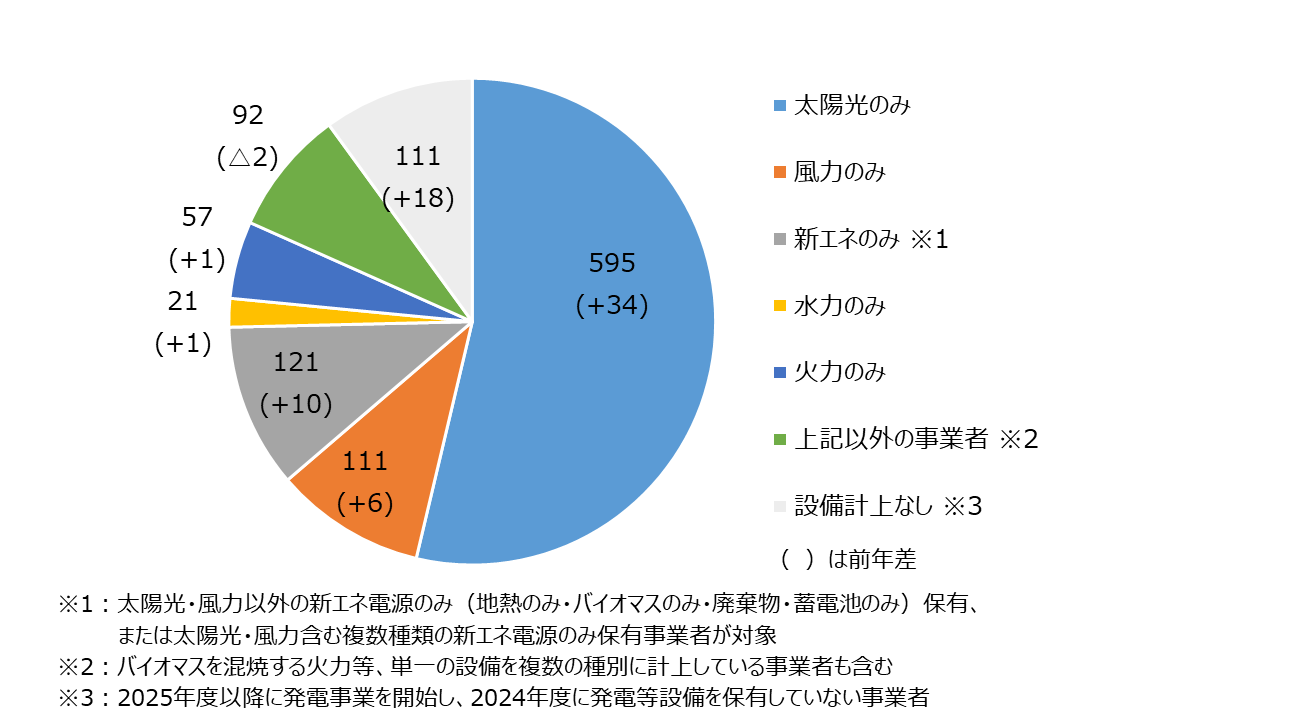 92
(△2)
111
(+18)
57
(+1)
595
(+34)
21
(+1)
121
(+10)
111
(+6)
太陽光のみ
風力のみ
新エネのみ ※1
水力のみ
火力のみ
上記以外の事業者 ※2
設備計上なし ※3
( ) は前年差
※1：太陽光・風力以外の新エネ電源のみ（地熱のみ・バイオマスのみ・廃棄物・蓄電池のみ）保有、
または太陽光・風力含む複数種類の新エネ電源のみ保有事業者が対象
※2：バイオマスを混焼する火力等、単一の設備を複数の種別に計上している事業者も含む
※3：2025年度以降に発電事業を開始し、2024年度に発電等設備を保有していない事業者